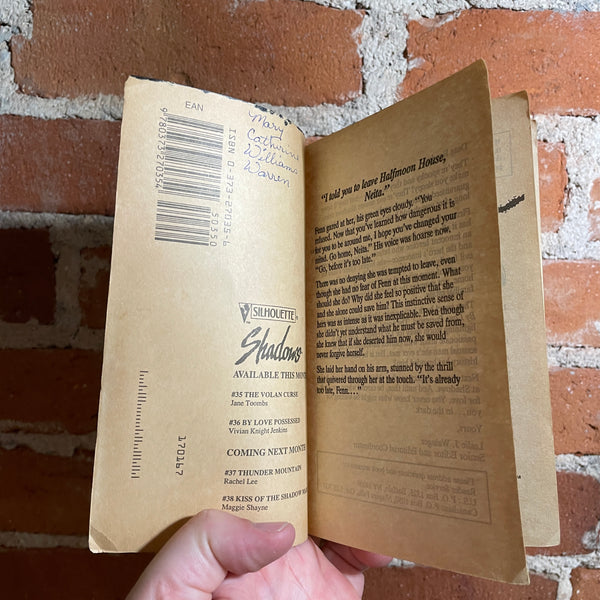 EAN
9780373270354
50350
ISBN 0-373-27035-6
Mary
Catherine
Williams
Warren
SILHOUETTE
Shadows
AVAILABLE THIS MONTH
#35 THE VOLAN CURSE
Jane Toombs
#36 BY LOVE POSSESSED
Vivian Knight Jenkins
COMING NEXT MONTH
#37 THUNDER MOUNTAIN
Rachel Lee
#38 KISS OF THE SHADOW
Maggie Shayne
170167
"I told you to leave Halfmoon House,
Neita."
Fenn gazed at her, his green eyes cloudy. "You
refused. Now that you've learned how dangerous it is
for you to be around me, I hope you've changed your
mind. Go home, Neita." His voice was hoarse now,
"Go, before it's too late."
There was no denying she was tempted to leave, even
though she had no fear of Fenn at this moment. What
should she do? Why did she feel so positive that she
and she alone could save him? This instinctive sense of
hers was as intense as it was inexplicable. Even though
she didn't yet understand what he must be saved from,
she knew that if she deserted him now, she would
never forgive herself.
She laid her hand on his arm, stunned by the thrill
that quivered through her at the touch. "It's already
too late, Fenn...."
Yours,
Senior Editor and Editorial Coordinator